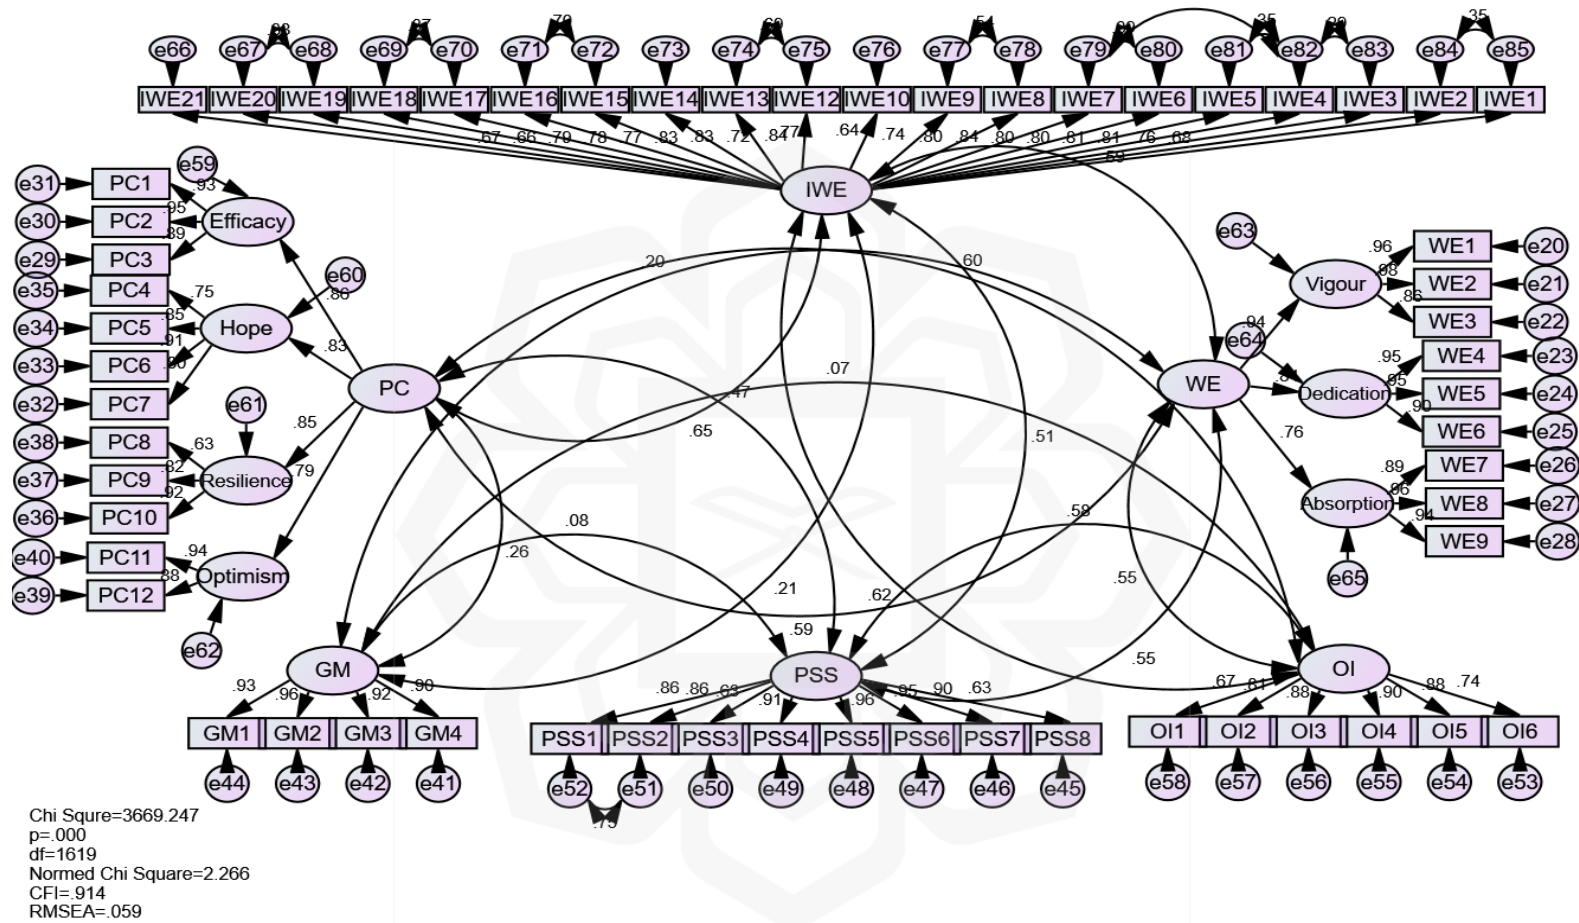 e66 e67 e68 e69 e70 e71 e72 e73 e74 e75 e76 e77 e78 e79 e80 e81 e82 e83 e84 e85
.70 .54 .35 .35
IWE21 IWE20 IWE19 IWE18 IWE17 IWE16 IWE15 IWE14 IWE13 IWE12 IWE10 IWE9 IWE8 IWE7 IWE6 IWE5 IWE4 IWE3 IWE2 IWE1
.67 .66 .79 .78 .77 .83 .83 .72 .84 .77 .64 .74 .80 .84 .80 .80 .81 .81 .76 .68
.59
IWE
e59
e31 PC1 .93
e30 PC2 .95 Efficacy
e29 PC3 .89
e60
.86
e35 PC4 .75
e34 PC5 .85 Hope
e33 PC6 .91
e32 PC7
.83
PC
e61
.85
e38 PC8 .63
e37 PC9 .82 Resilience .79
e36 PC10 .92
e40 PC11 .94
Optimism
e39 PC12 .88
e62
.20 .60
.07
.47
.65 .51
.08 .58
.26
.21 .62 .55
.59
.55
e63
.96 WE1 e20
Vigour .98 WE2 e21
.86 WE3 e22
.94
e64
WE
.95 WE4 e23
Dedication .95 WE5 e24
.90 WE6 e25
.76
.89 WE7 e26
Absorption .96 WE8 e27
.94 WE9 e28
e65
GM
.93 .96 .92 .90
GM1 GM2 GM3 GM4
e44 e43 e42 e41
PSS
.86 .86 .63 .91 .96 .95 .90 .63
PSS1 PSS2 PSS3 PSS4 PSS5 PSS6 PSS7 PSS8
e52 e51 e50 e49 e48 e47 e46 e45
.75
OI
.67 .81 .88 .90 .88 .74
OI1 OI2 OI3 OI4 OI5 OI6
e58 e57 e56 e55 e54 e53
Chi Squre=3669.247
p=.000
df=1619
Normed Chi Square=2.266
CFI=.914
RMSEA=.059